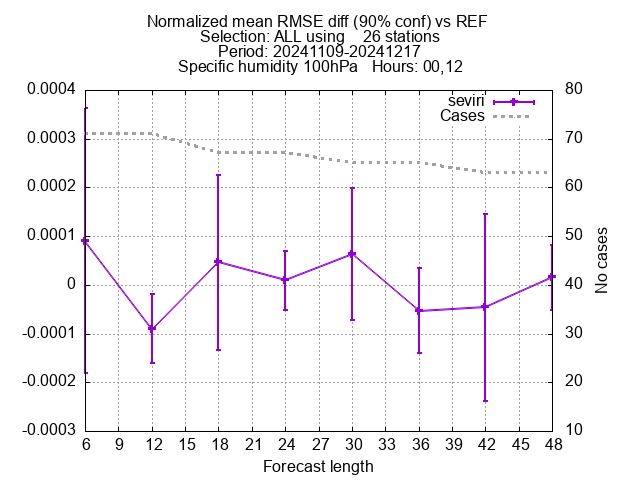 Normalized mean RMSE diff (90% conf) vs REF
Selection: ALL using 26 stations
Period: 20241109-20241217
Specific humidity 100hPa Hours: 00,12
seviri
Cases
0.0004
0.0003
0.0002
0.0001
0
-0.0001
-0.0002
-0.0003
80
70
60
50
40
30
20
10
No cases
6 9 12 15 18 21 24 27 30 33 36 39 42 45 48
Forecast length